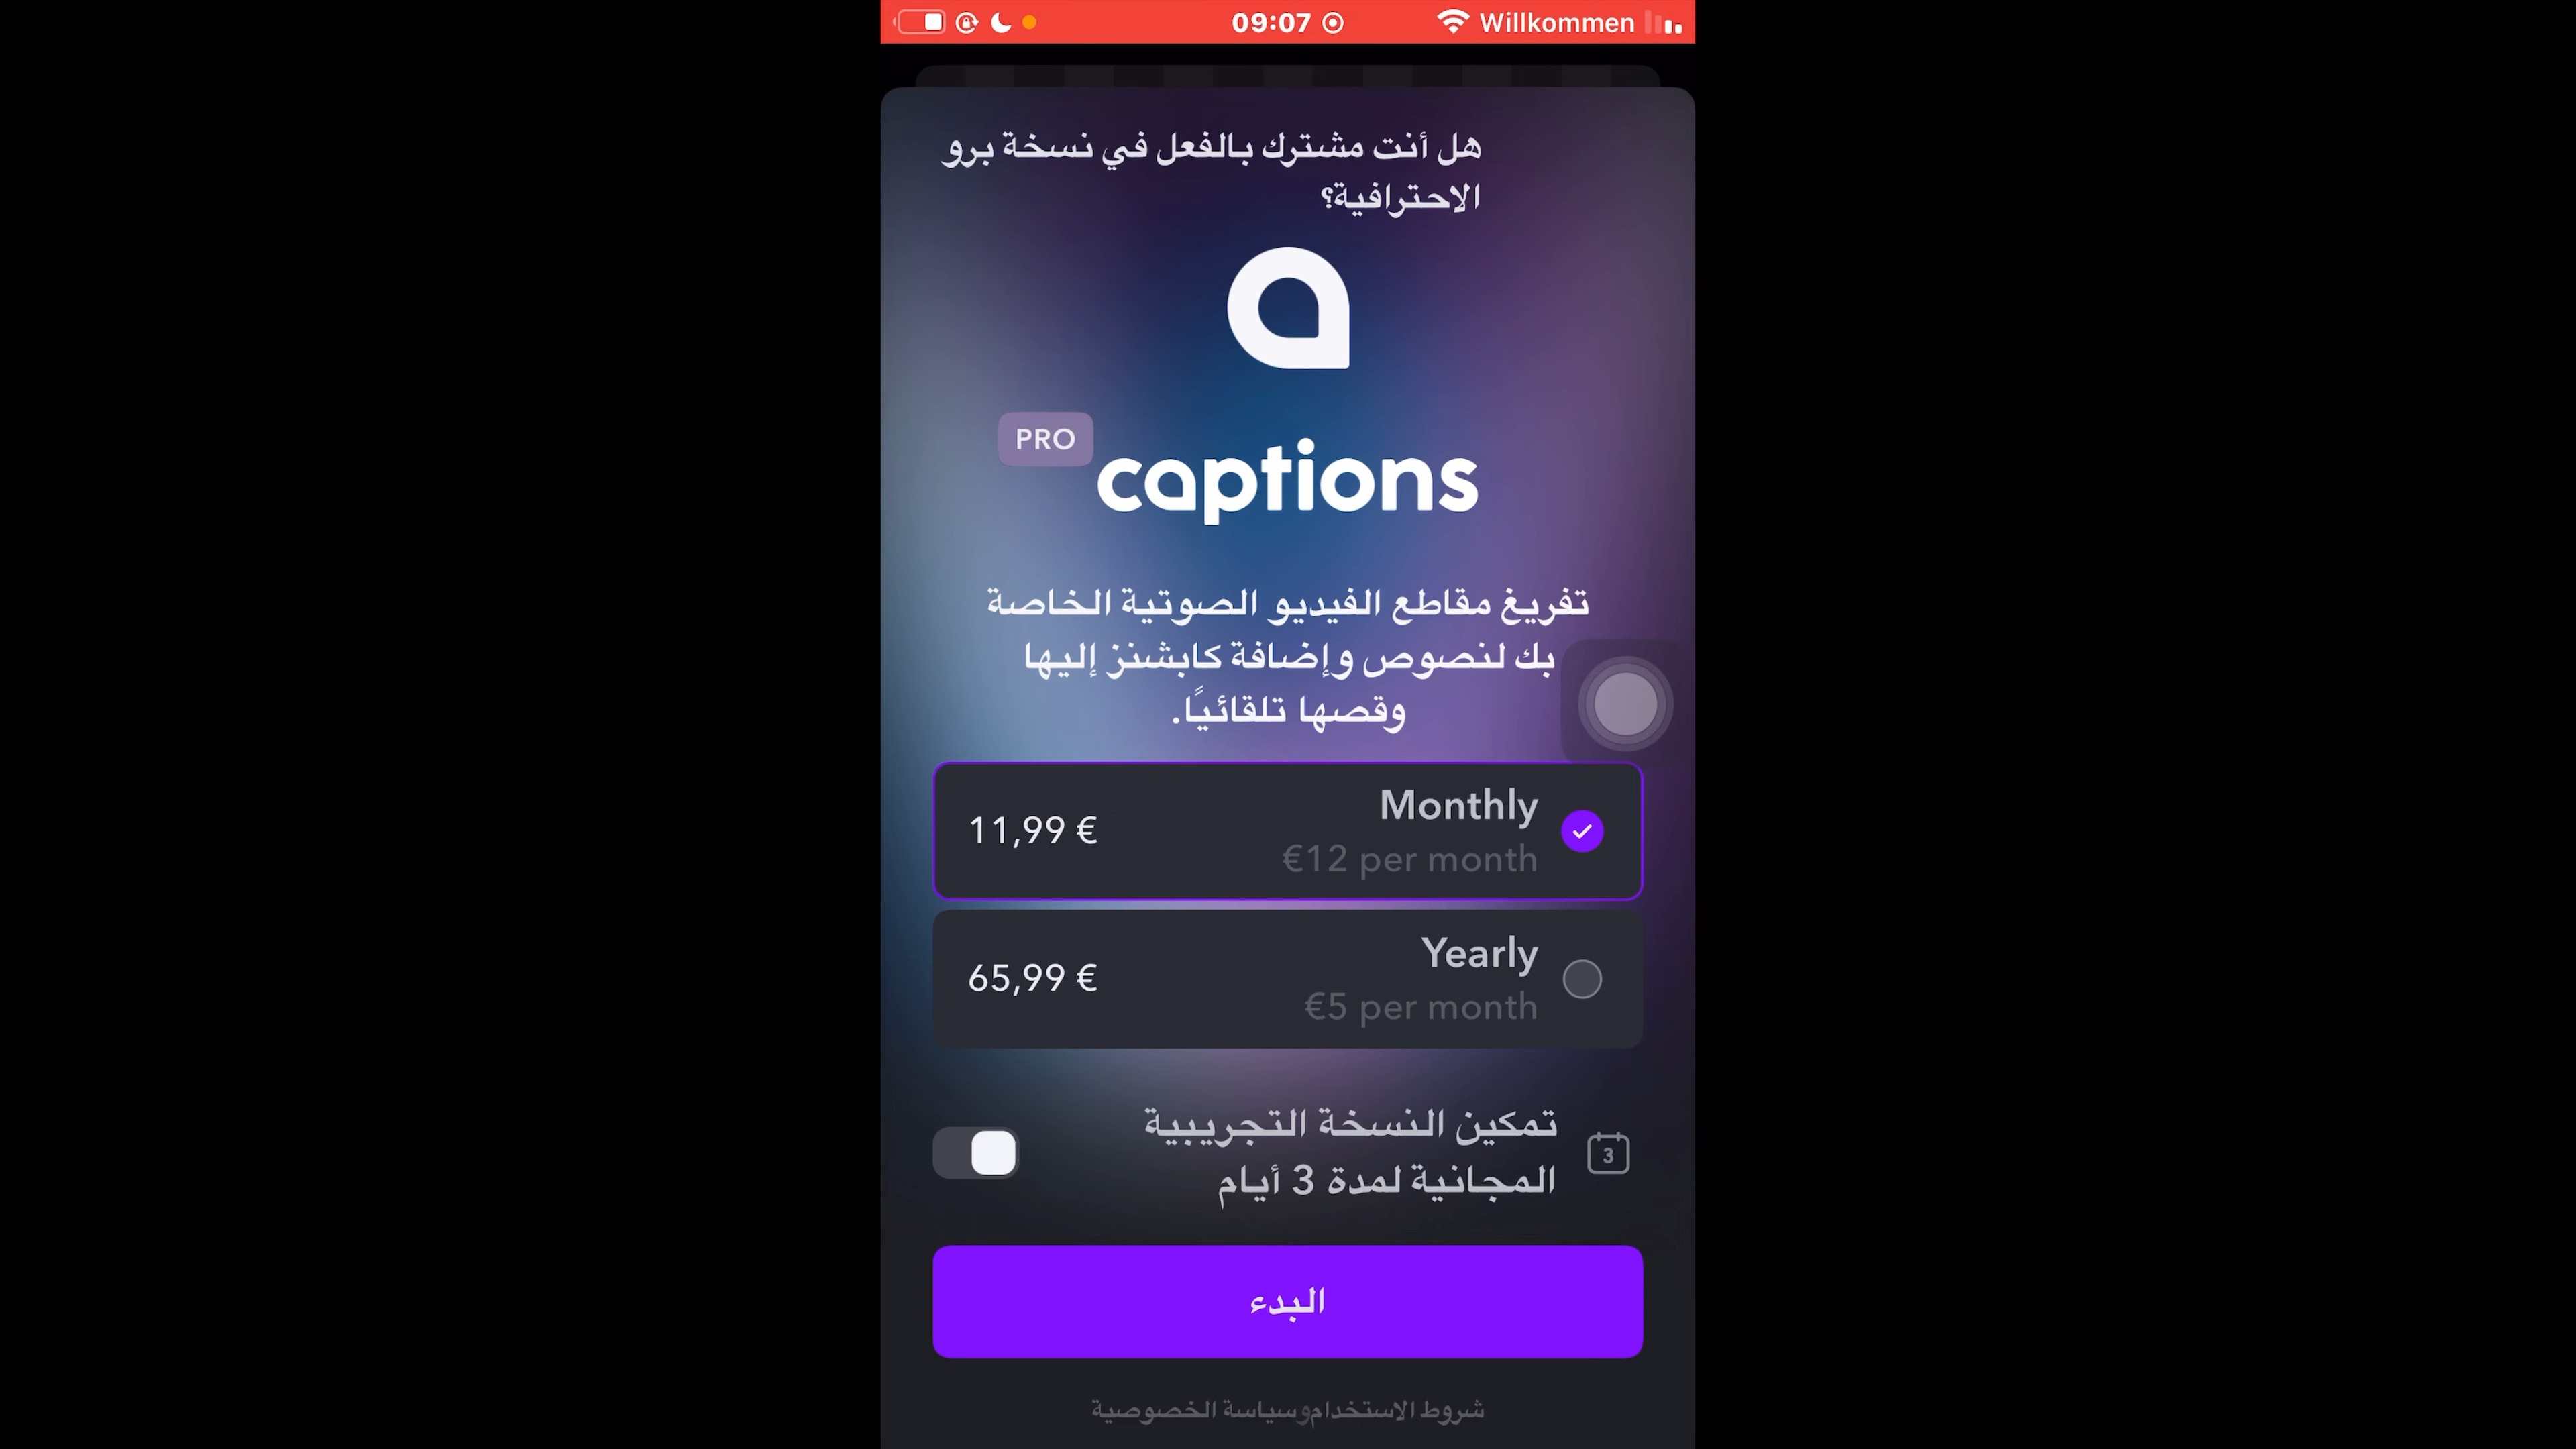 09:07
Willkommen
هل أنت مشترك بالفعل في نسخة برو
الاحترافية؟
PRO
captions
تفريغ مقاطع الفيديو الصوتية الخاصة
بك لنصوص وإضافة كابشنز إليها
وقصها تلقائيًا.
Monthly
11,99 €
€12 per month
Yearly
65,99 €
€5 per month
تمكين النسخة التجريبية
المجانية لمدة 3 أيام
3
البدء
شروط الاستخدام وسياسة الخصوصية